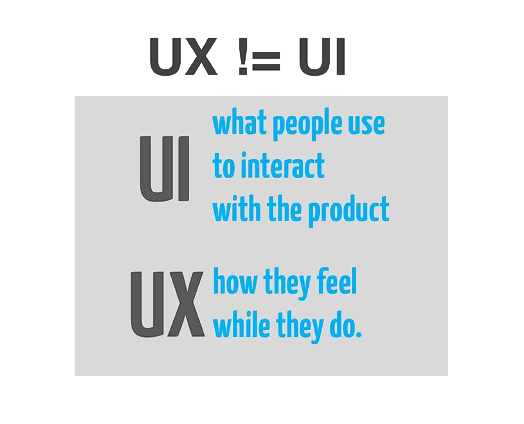 UX != UI
UI
what people use
to interact
with the product
UX
how they feel
while they do.